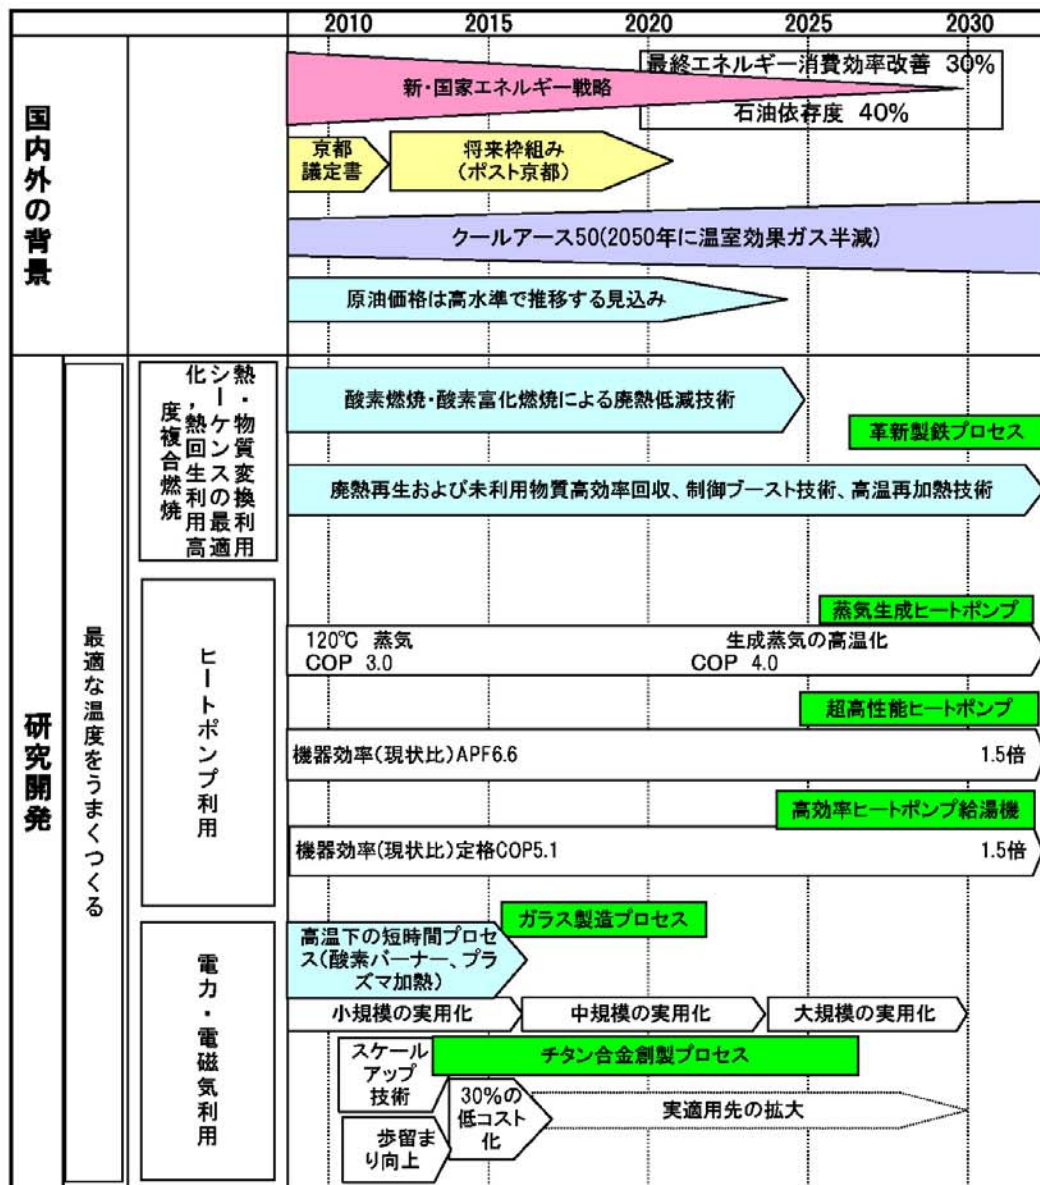 2010
2015
2020
2025
2030
国内外の背景
新・国家エネルギー戦略
最終エネルギー消費効率改善 30%
石油依存度 40%
京都
議定書
将来枠組み
(ポスト京都)
クールアース50(2050年に温室効果ガス半減)
原油価格は高水準で推移する見込み
研究開発
最適な温度をうまくつくる
熱・物質変換利用
シーケンスの最適
化,熱回生利用高
度複合燃焼
酸素燃焼・酸素富化燃焼による廃熱低減技術
革新製鉄プロセス
廃熱再生および未利用物質高効率回収、制御ブースト技術、高温再加熱技術
ヒートポンプ利用
蒸気生成ヒートポンプ
120℃ 蒸気
COP 3.0
生成蒸気の高温化
COP 4.0
超高性能ヒートポンプ
機器効率(現状比)APF6.6
1.5倍
高効率ヒートポンプ給湯機
機器効率(現状比)定格COP5.1
1.5倍
電力・電磁気利用
ガラス製造プロセス
高温下の短時間プロセ
ス(酸素バーナー、プラ
ズマ加熱)
小規模の実用化
中規模の実用化
大規模の実用化
スケール
アップ
技術
チタン合金創製プロセス
30%の
低コスト
化
実適用先の拡大
歩留ま
り向上